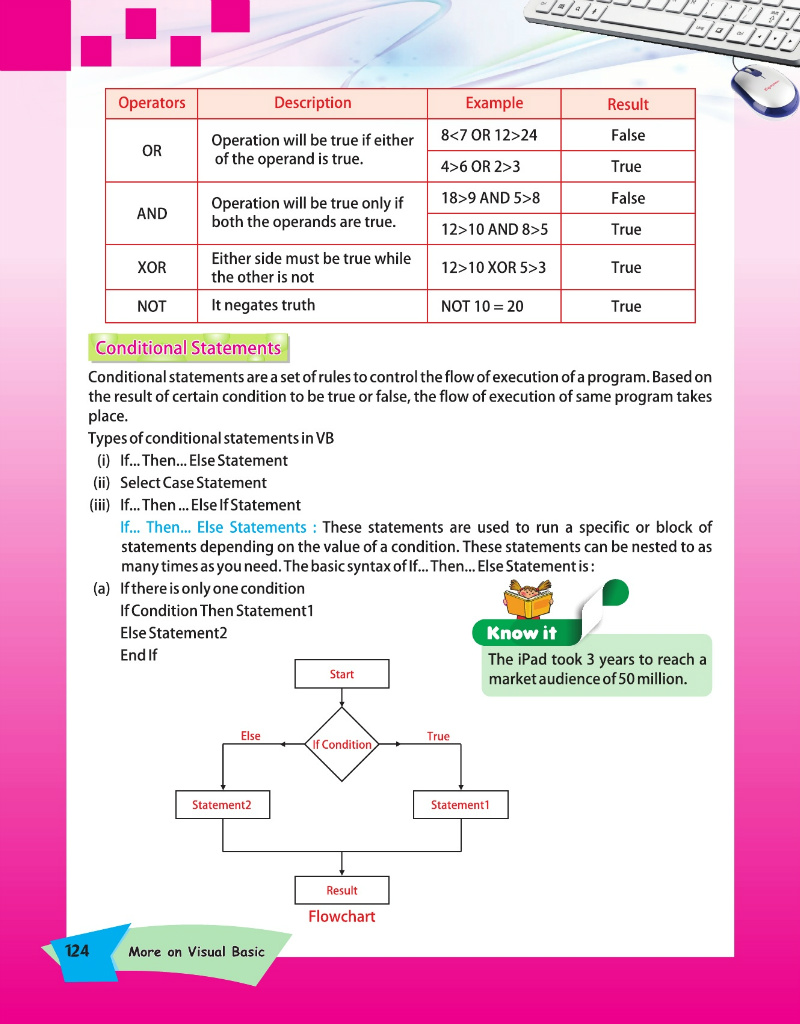 Operators Description Example Result
OR
Operation will be true if either
of the operand is true.
8<7 OR 12>24 False
4>6 OR 2>3 True
AND
Operation will be true only if
both the operands are true.
18>9 AND 5>8 False
12>10 AND 8>5 True
XOR
Either side must be true while
the other is not
12>10 XOR 5>3 True
NOT It negates truth NOT 10 = 20 True
Conditional Statements
Conditional statements are a set of rules to control the flow of execution of a program. Based on
the result of certain condition to be true or false, the flow of execution of same program takes
place.
Types of conditional statements in VB
(i) If... Then... Else Statement
(ii) Select Case Statement
(iii) If... Then ... Else If Statement
If... Then... Else Statements : These statements are used to run a specific or block of
statements depending on the value of a condition. These statements can be nested to as
many times as you need. The basic syntax of If... Then... Else Statement is :
(a) If there is only one condition
If Condition Then Statement1
Else Statement2
End If
Know it
The iPad took 3 years to reach a
market audience of 50 million.
Start
Else If Condition True
Statement2 Statement1
Result
Flowchart
124 More on Visual Basic